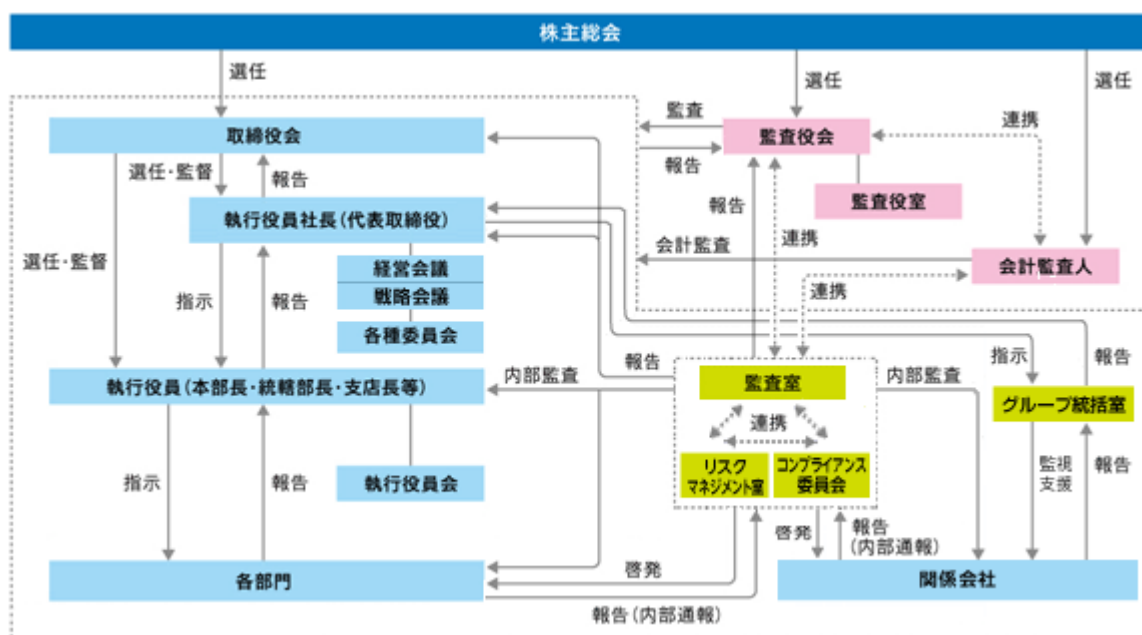 株主総会
選任
選任
選任
取締役会
監査
監査役会
連携
報告
選任・監督
報告
監査役室
執行役員社長(代表取締役)
報告
連携
会計監査
会計監査人
選任・監督
経営会議
戦略会議
連携
指示
報告
各種委員会
報告
指示
報告
執行役員(本部長・統轄部長・支店長等)
内部監査
監査室
内部監査
グループ統括室
連携
指示
報告
執行役員会
リスク
マネジメント室
コンプライアンス
委員会
監視
支援
報告
啓発
報告
(内部通報)
各部門
啓発
関係会社
報告(内部通報)